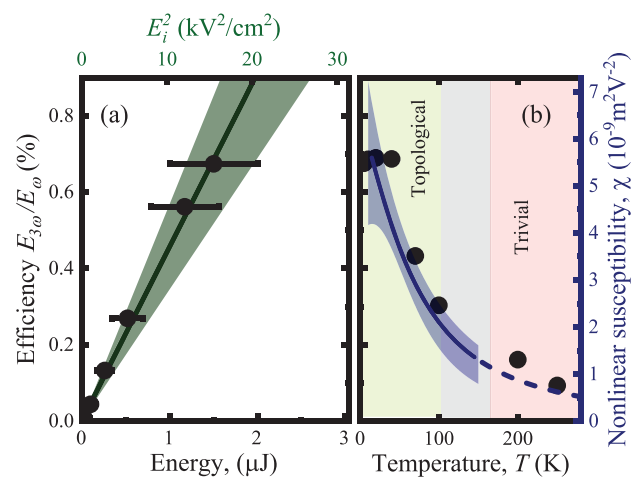 E_i^2 (kV^2/cm^2)
0 10 20 30
(a)
0.8
0.6
0.4
0.2
0.0
Efficiency E_{3ω}/E_ω (%)
0 1 2 3
Energy, (μJ)
(b)
Topological
Trivial
0 100 200
Temperature, T (K)
7
6
5
4
3
2
1
0
Nonlinear susceptibility, χ (10^{-9}m^2V^{-2})